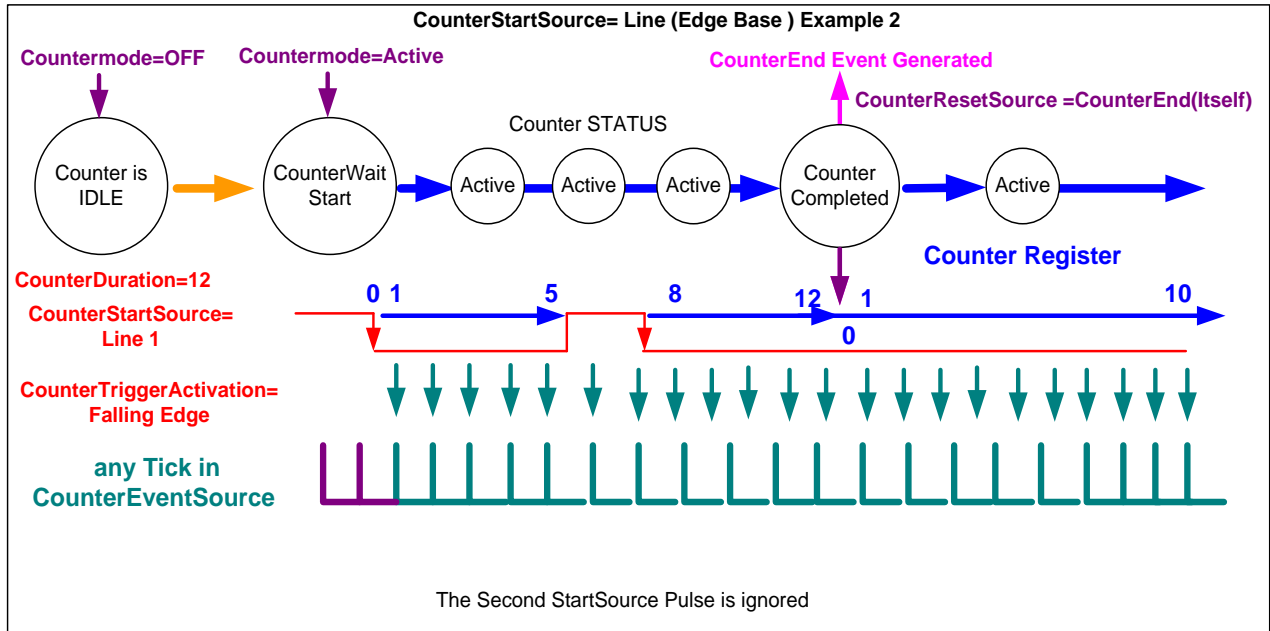 CounterStartSource= Line (Edge Base ) Example 2
Countermode=OFF
Countermode=Active
CounterEnd Event Generated
CounterResetSource =CounterEnd(Itself)
Counter STATUS
Counter is
IDLE
CounterWait
Start
Active
Active
Active
Counter
Completed
Active
Counter Register
CounterDuration=12
0 1 5 8 12 1 10
CounterStartSource=
Line 1
0
CounterTriggerActivation=
Falling Edge
any Tick in
CounterEventSource
The Second StartSource Pulse is ignored